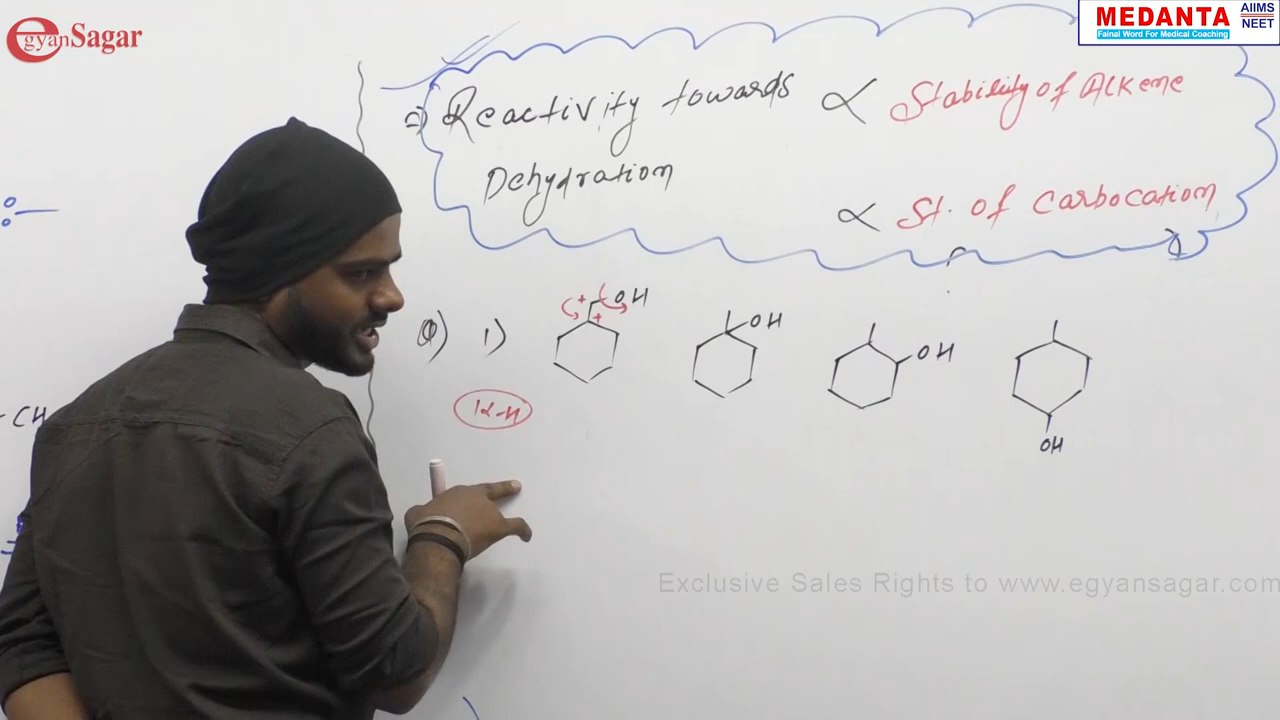 egyanSagar
MEDANTA AIIMS NEET
Fainal Word For Medical Coaching
⇒ Reactivity towards ∝ Stability of Alkene
Dehydration
∝ St. of Carbocation
Q) 1) OH OH OH
OH
CH
Exclusive Sales Rights to www.egyansagar.com